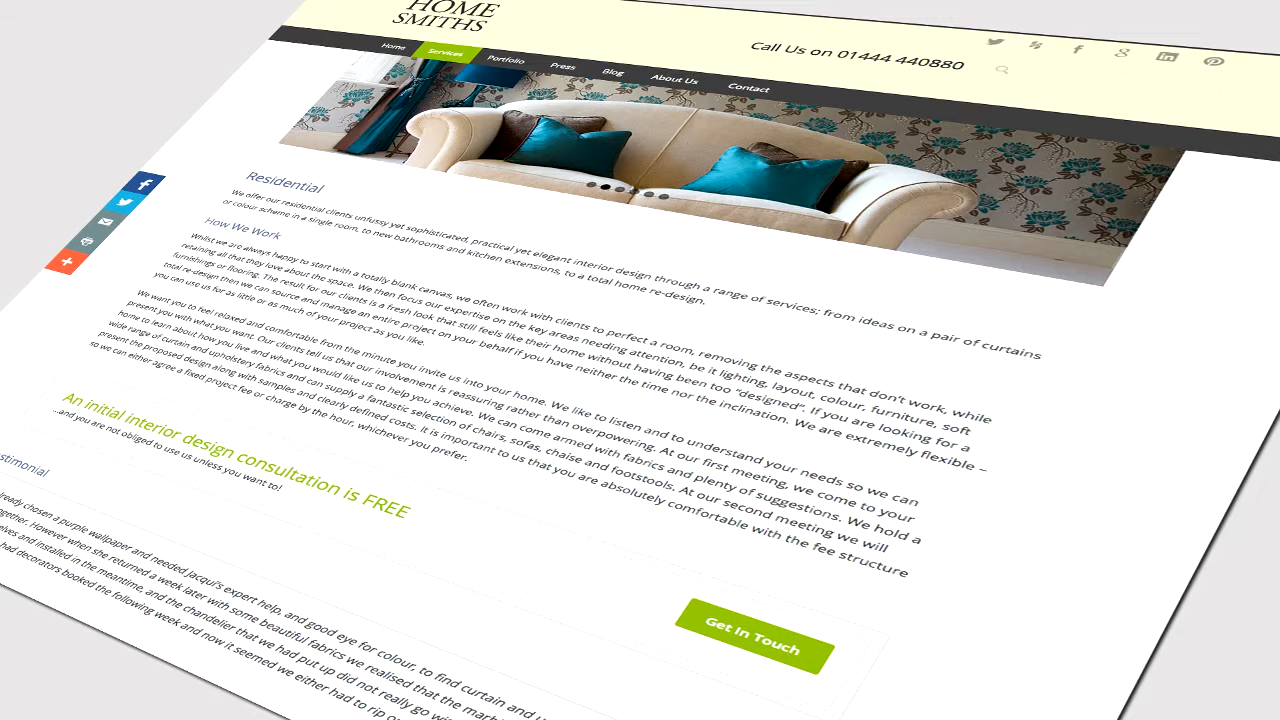 HOME
SMITHS
Call Us on 01444 440880
Home Services Portfolio Press Blog About Us Contact
Residential
We offer our residential clients unfussy yet sophisticated, practical yet elegant interior design through a range of services; from ideas on a pair of curtains
or colour scheme in a single room, to new bathrooms and kitchen extensions, to a total home re-design.
How We Work
Whilst we are always happy to start with a totally blank canvas, we often work with clients to perfect a room, removing the aspects that don't work, while
retaining all that they love about the space. We then focus our expertise on the key areas needing attention, be it lighting, layout, colour, furniture, soft
furnishings or flooring. The result for our clients is a fresh look that still feels like their home without having been too "designed". If you are looking for a
total re-design then we can source and manage an entire project on your behalf if you have neither the time nor the inclination. We are extremely flexible –
you can use us for as little or as much of your project as you like.
We want you to feel relaxed and comfortable from the minute you invite us into your home. We like to listen and to understand your needs so we can
present you with what you want. Our clients tell us that our involvement is reassuring rather than overpowering. At our first meeting, we come to your
home to learn about how you live and what you would like us to help you achieve. We can come armed with fabrics and plenty of suggestions. We hold a
wide range of curtain and upholstery fabrics and can supply a fantastic selection of chairs, sofas, chaise and footstools. At our second meeting we will
present the proposed design along with samples and clearly defined costs. It is important to us that you are absolutely comfortable with the fee structure
so we can either agree a fixed project fee or charge by the hour, whichever you prefer.
An initial interior design consultation is FREE
...and you are not obliged to use us unless you want to!
Get In Touch
stimonial
lready chosen a purple wallpaper and needed Jacqui's expert help, and good eye for colour, to find curtain and
ogether. However when she returned a week later with some beautiful fabrics we realised that the
elves and installed in the meantime, and the chandelier that we had put up did not really go
had decorators booked the following week and now it seemed we either had to rip